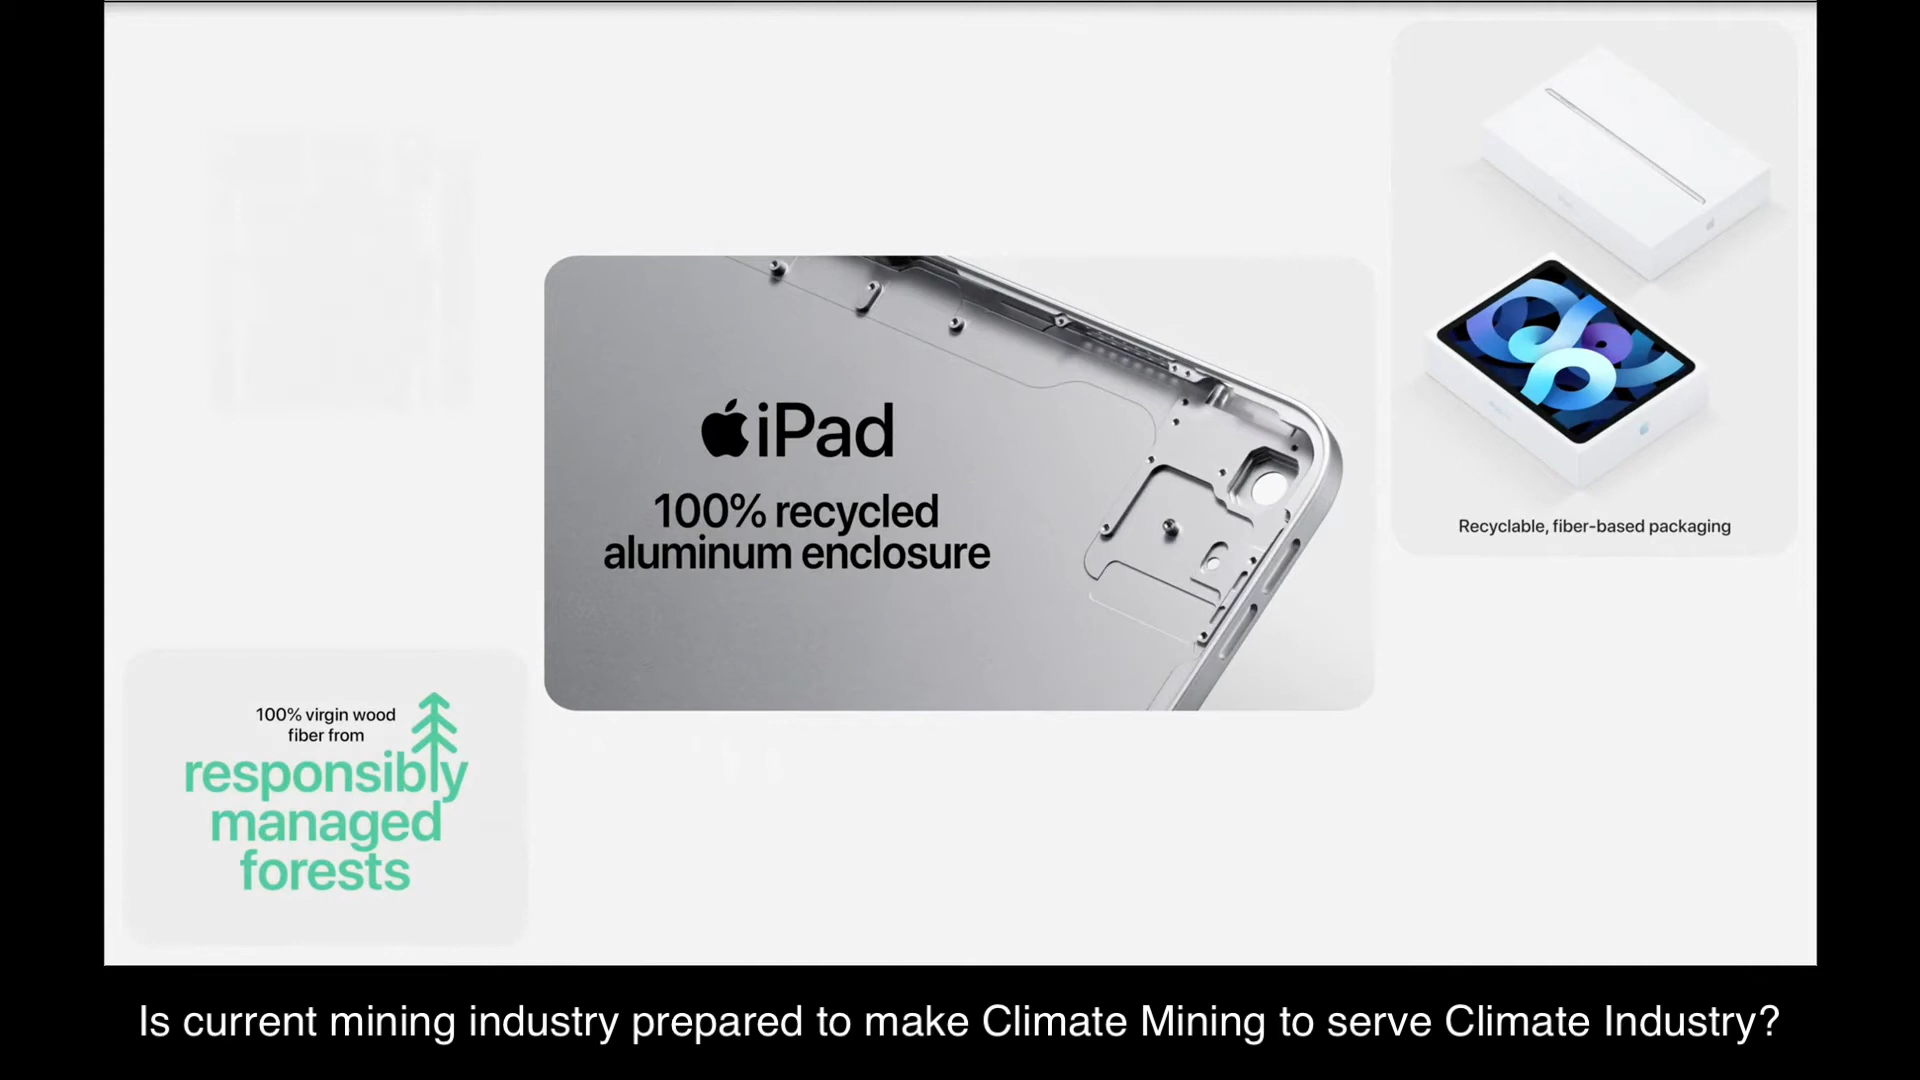 iPad
100% recycled
aluminum enclosure
Recyclable, fiber-based packaging
100% virgin wood
fiber from
responsibly
managed
forests
Is current mining industry prepared to make Climate Mining to serve Climate Industry?